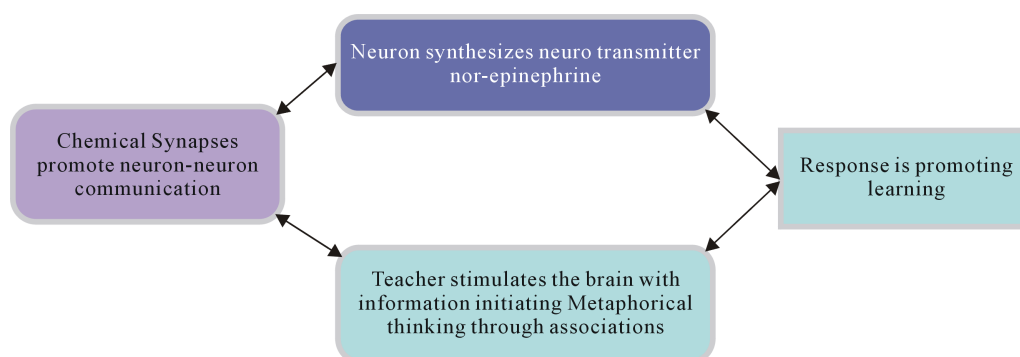 Neuron synthesizes neuro transmitter
nor-epinephrine
Chemical Synapses
promote neuron-neuron
communication
Response is promoting
learning
Teacher stimulates the brain with
information initiating Metaphorical
thinking through associations